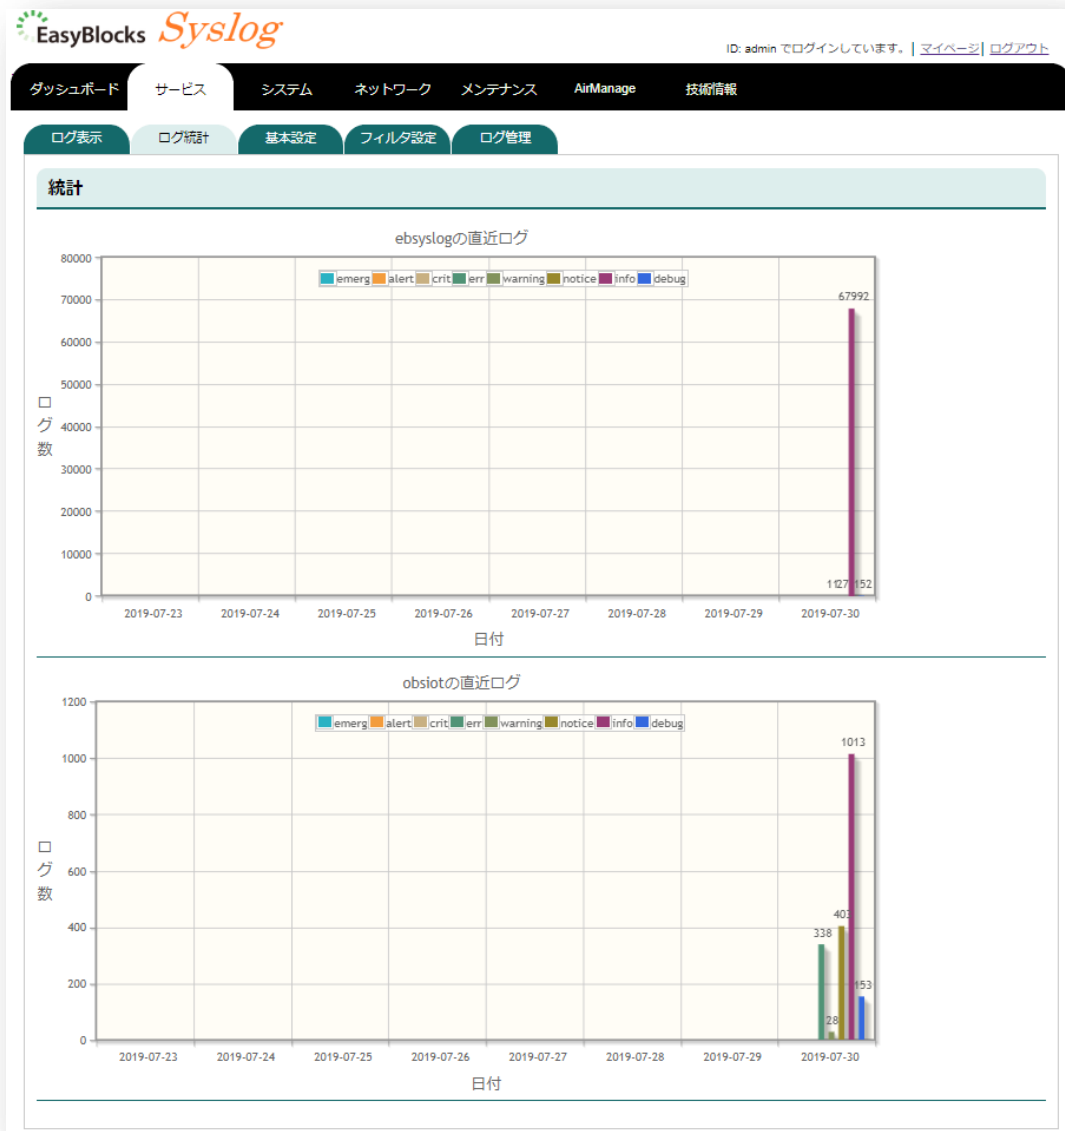 EasyBlocks Syslog
ID: admin でログインしています。| マイページ| ログアウト
ダッシュボード サービス システム ネットワーク メンテナンス AirManage 技術情報
ログ表示 ログ統計 基本設定 フィルタ設定 ログ管理
統計
ebsyslogの直近ログ
emerg alert crit err warning notice info debug
80000
70000
60000
50000
40000
30000
20000
10000
0
ログ数
67992
152
2019-07-23 2019-07-24 2019-07-25 2019-07-26 2019-07-27 2019-07-28 2019-07-29 2019-07-30
日付
obsiotの直近ログ
emerg alert crit err warning notice info debug
1200
1000
800
600
400
200
0
ログ数
1013
403
338
153
28
2019-07-23 2019-07-24 2019-07-25 2019-07-26 2019-07-27 2019-07-28 2019-07-29 2019-07-30
日付